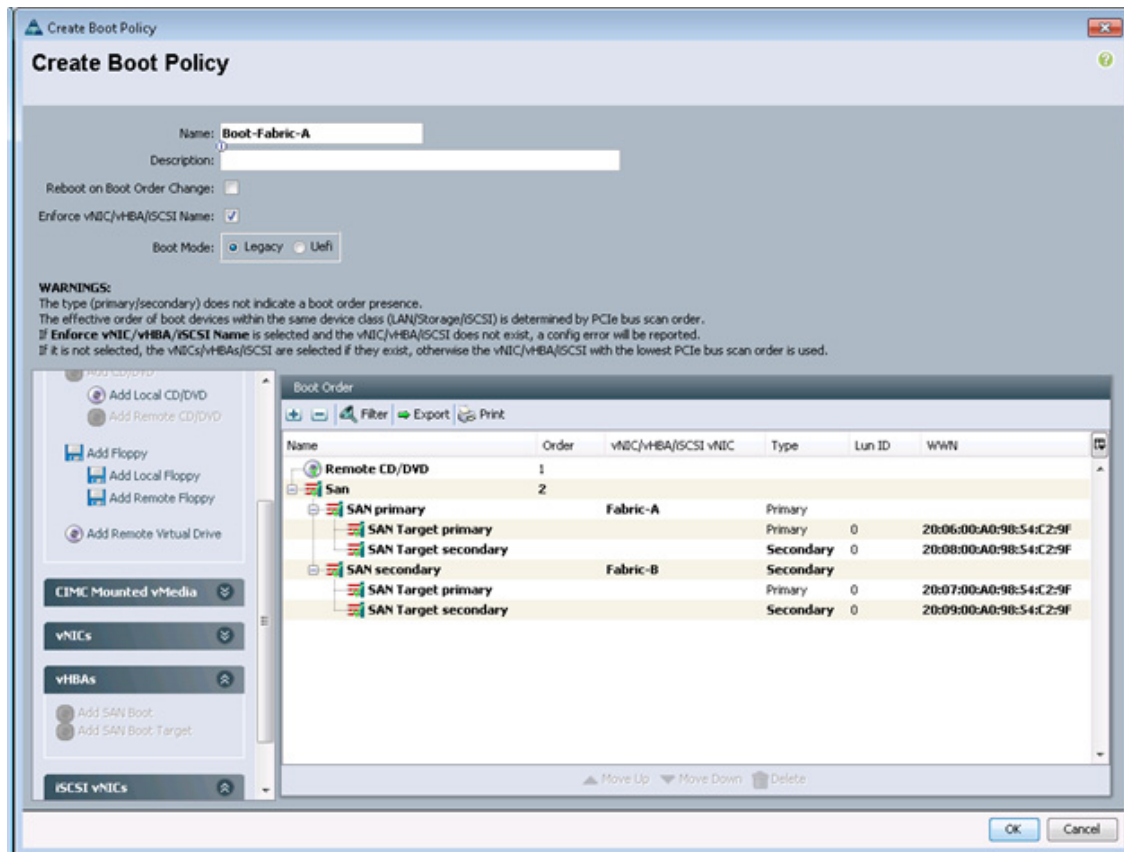 Create Boot Policy
Create Boot Policy
Name: Boot-Fabric-A
Description:
Reboot on Boot Order Change:
Enforce vNIC/vHBA/iSCSI Name:
Boot Mode: Legacy Uefi
WARNINGS:
The type (primary/secondary) does not indicate a boot order presence.
The effective order of boot devices within the same device class (LAN/Storage/iSCSI) is determined by PCIe bus scan order.
If Enforce vNIC/vHBA/iSCSI Name is selected and the vNIC/vHBA/iSCSI does not exist, a config error will be reported.
If it is not selected, the vNICs/vHBAs/iSCSI are selected if they exist, otherwise the vNIC/vHBA/iSCSI with the lowest PCIe bus scan order is used.
Add CD/DVD
Add Local CD/DVD
Add Remote CD/DVD
Add Floppy
Add Local Floppy
Add Remote Floppy
Add Remote Virtual Drive
CIMC Mounted vMedia
vNICs
vHBAs
Add SAN Boot
Add SAN Boot Target
iSCSI vNICs
Boot Order
Filter Export Print
Name Order vNIC/vHBA/iSCSI vNIC Type Lun ID WWN
Remote CD/DVD 1
San 2
SAN primary Fabric-A Primary
SAN Target primary Primary 0 20:06:00:A0:98:54:C2:9F
SAN Target secondary Secondary 0 20:08:00:A0:98:54:C2:9F
SAN secondary Fabric-B Secondary
SAN Target primary Primary 0 20:07:00:A0:98:54:C2:9F
SAN Target secondary Secondary 0 20:09:00:A0:98:54:C2:9F
Move Up Move Down Delete
OK Cancel